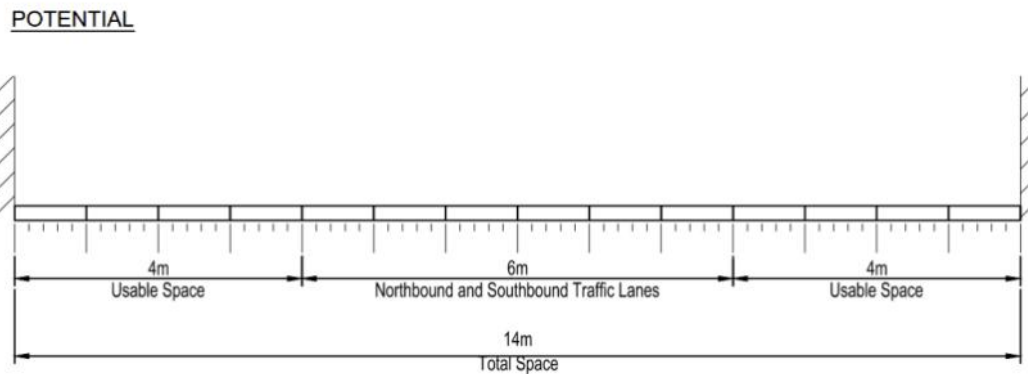 POTENTIAL
4m
6m
4m
Usable Space
Northbound and Southbound Traffic Lanes
Usable Space
14m
Total Space